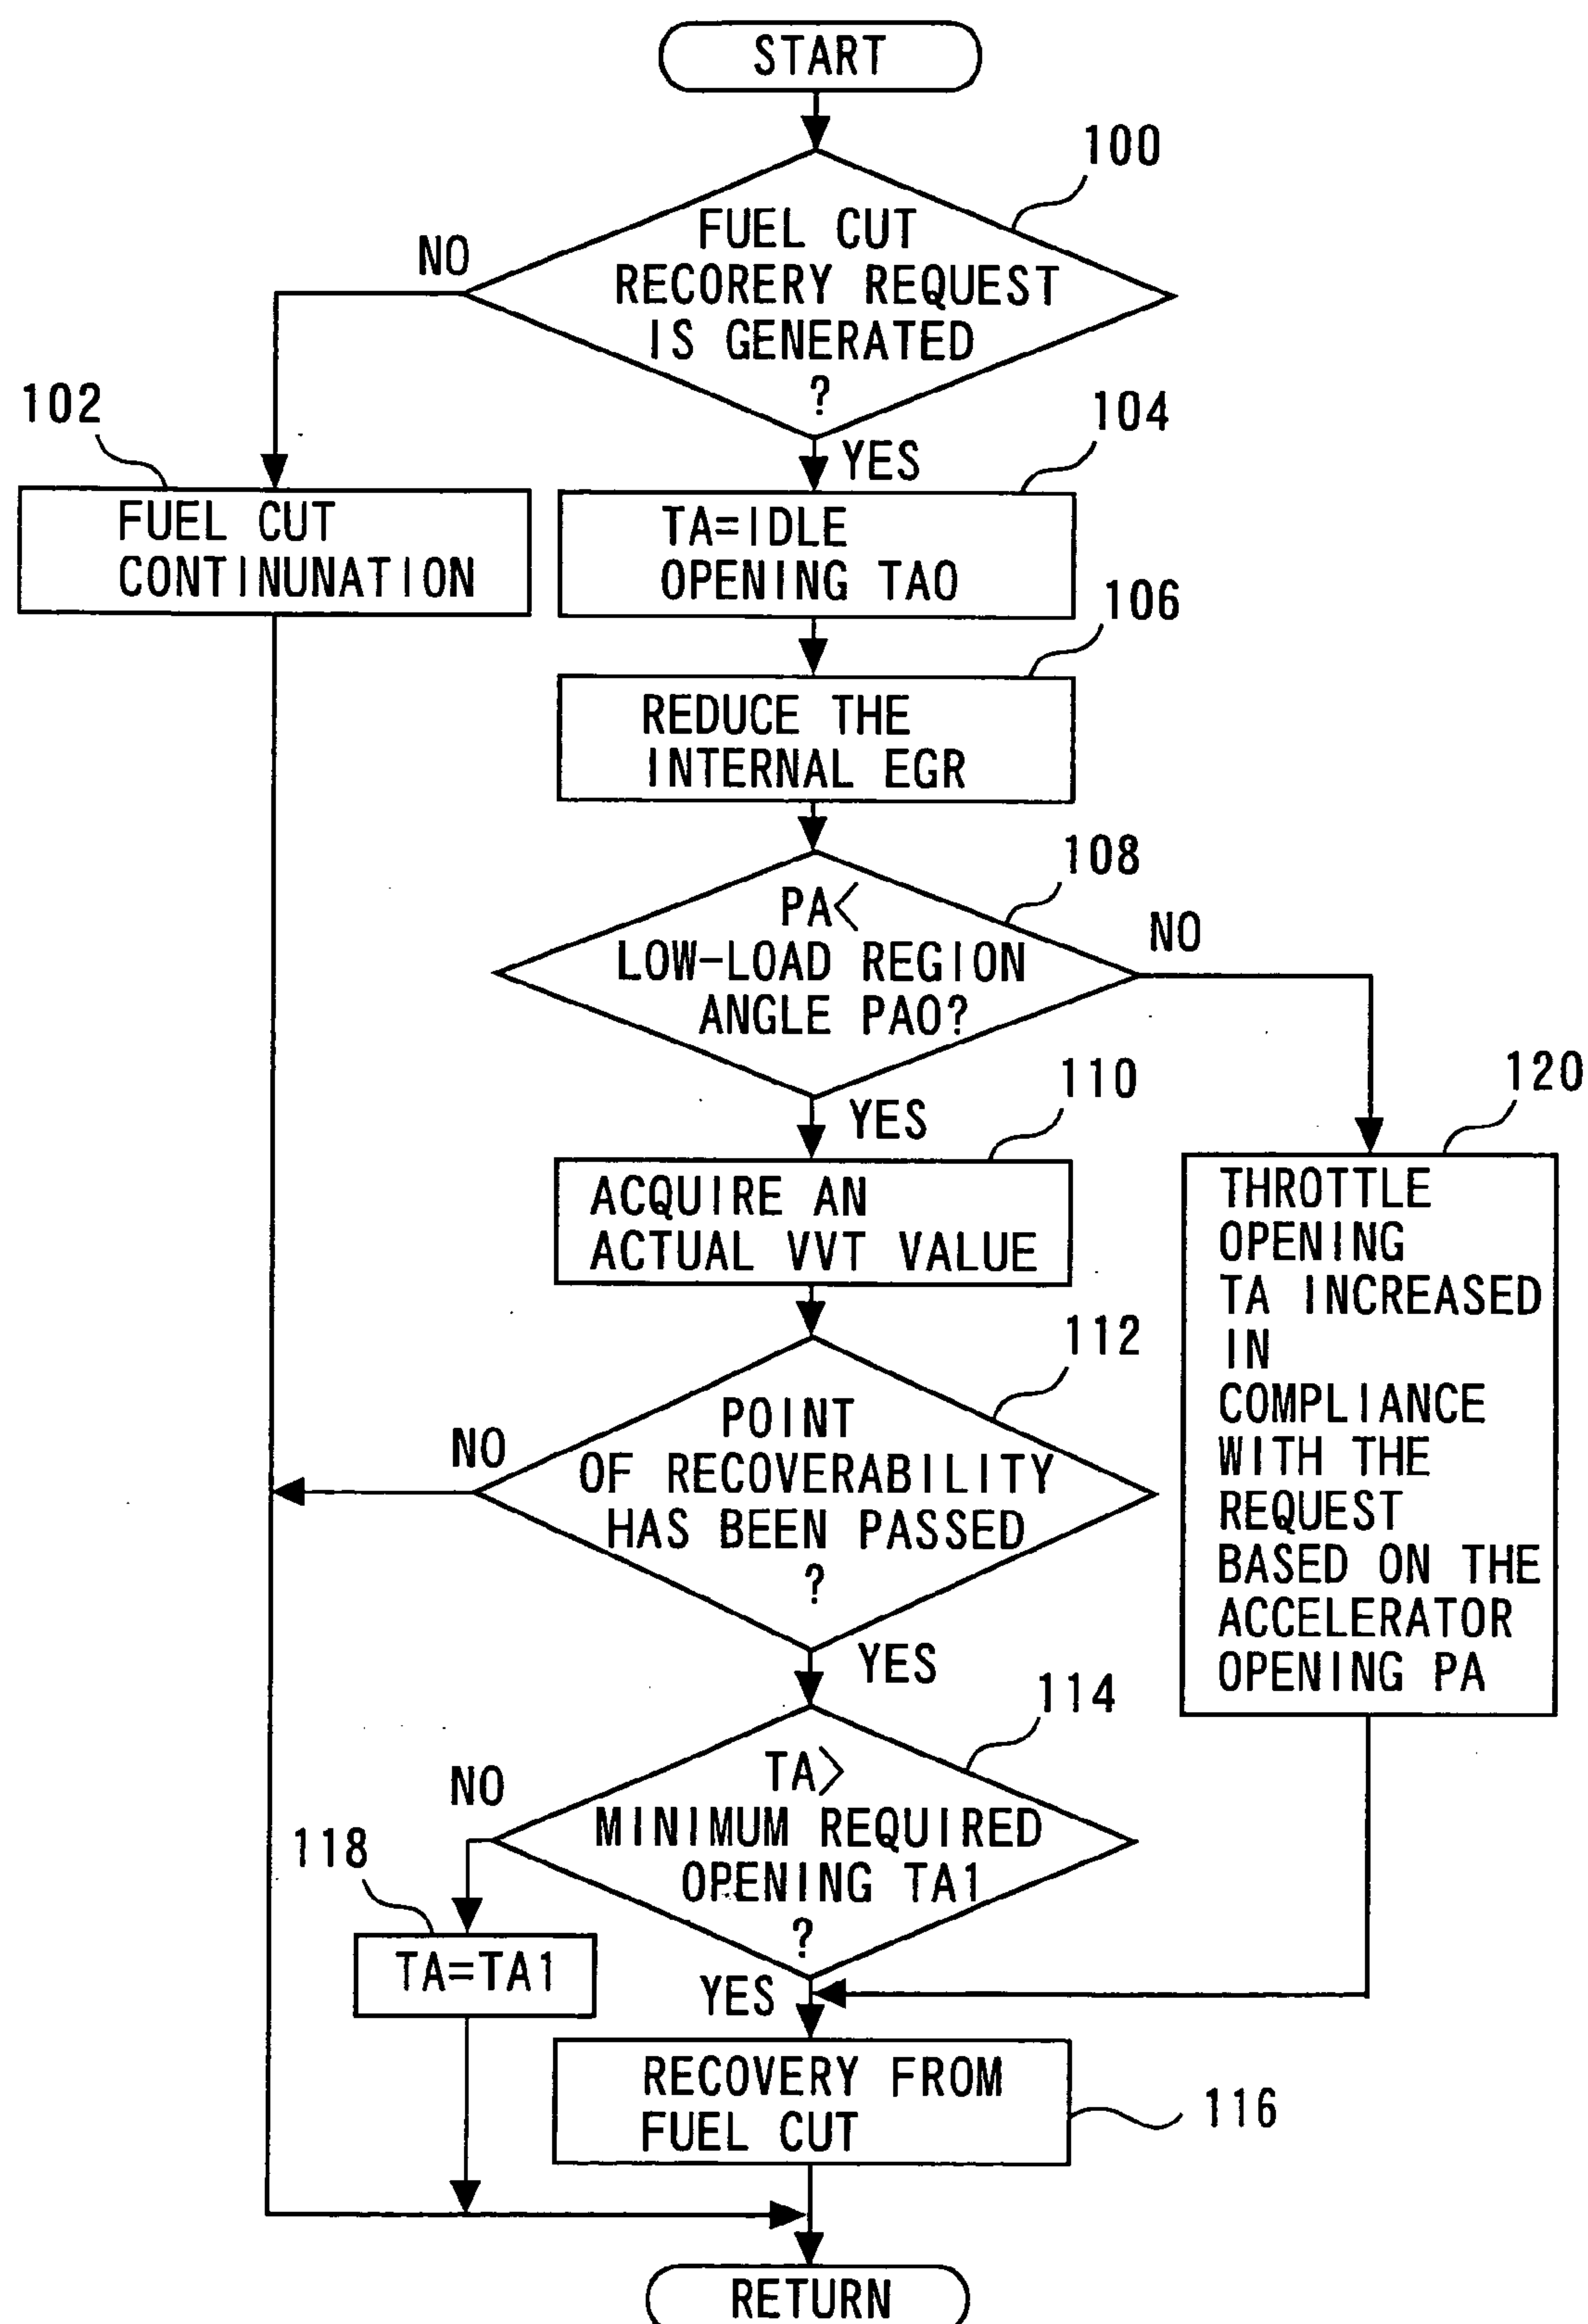 START
100
FUEL CUT
RECORERY REQUEST
IS GENERATED
?
NO
YES
102
FUEL CUT
CONTINUNATION
104
TA=IDLE
OPENING TA0
106
REDUCE THE
INTERNAL EGR
108
PA<
LOW-LOAD REGION
ANGLE PA0?
NO
YES
110
ACQUIRE AN
ACTUAL VVT VALUE
120
THROTTLE
OPENING
TA INCREASED
IN
COMPLIANCE
WITH THE
REQUEST
BASED ON THE
ACCELERATOR
OPENING PA
112
POINT
OF RECOVERABILITY
HAS BEEN PASSED
?
NO
YES
114
TA>
MINIMUM REQUIRED
OPENING TA1
?
NO
YES
118
TA=TA1
RECOVERY FROM
FUEL CUT
116
RETURN